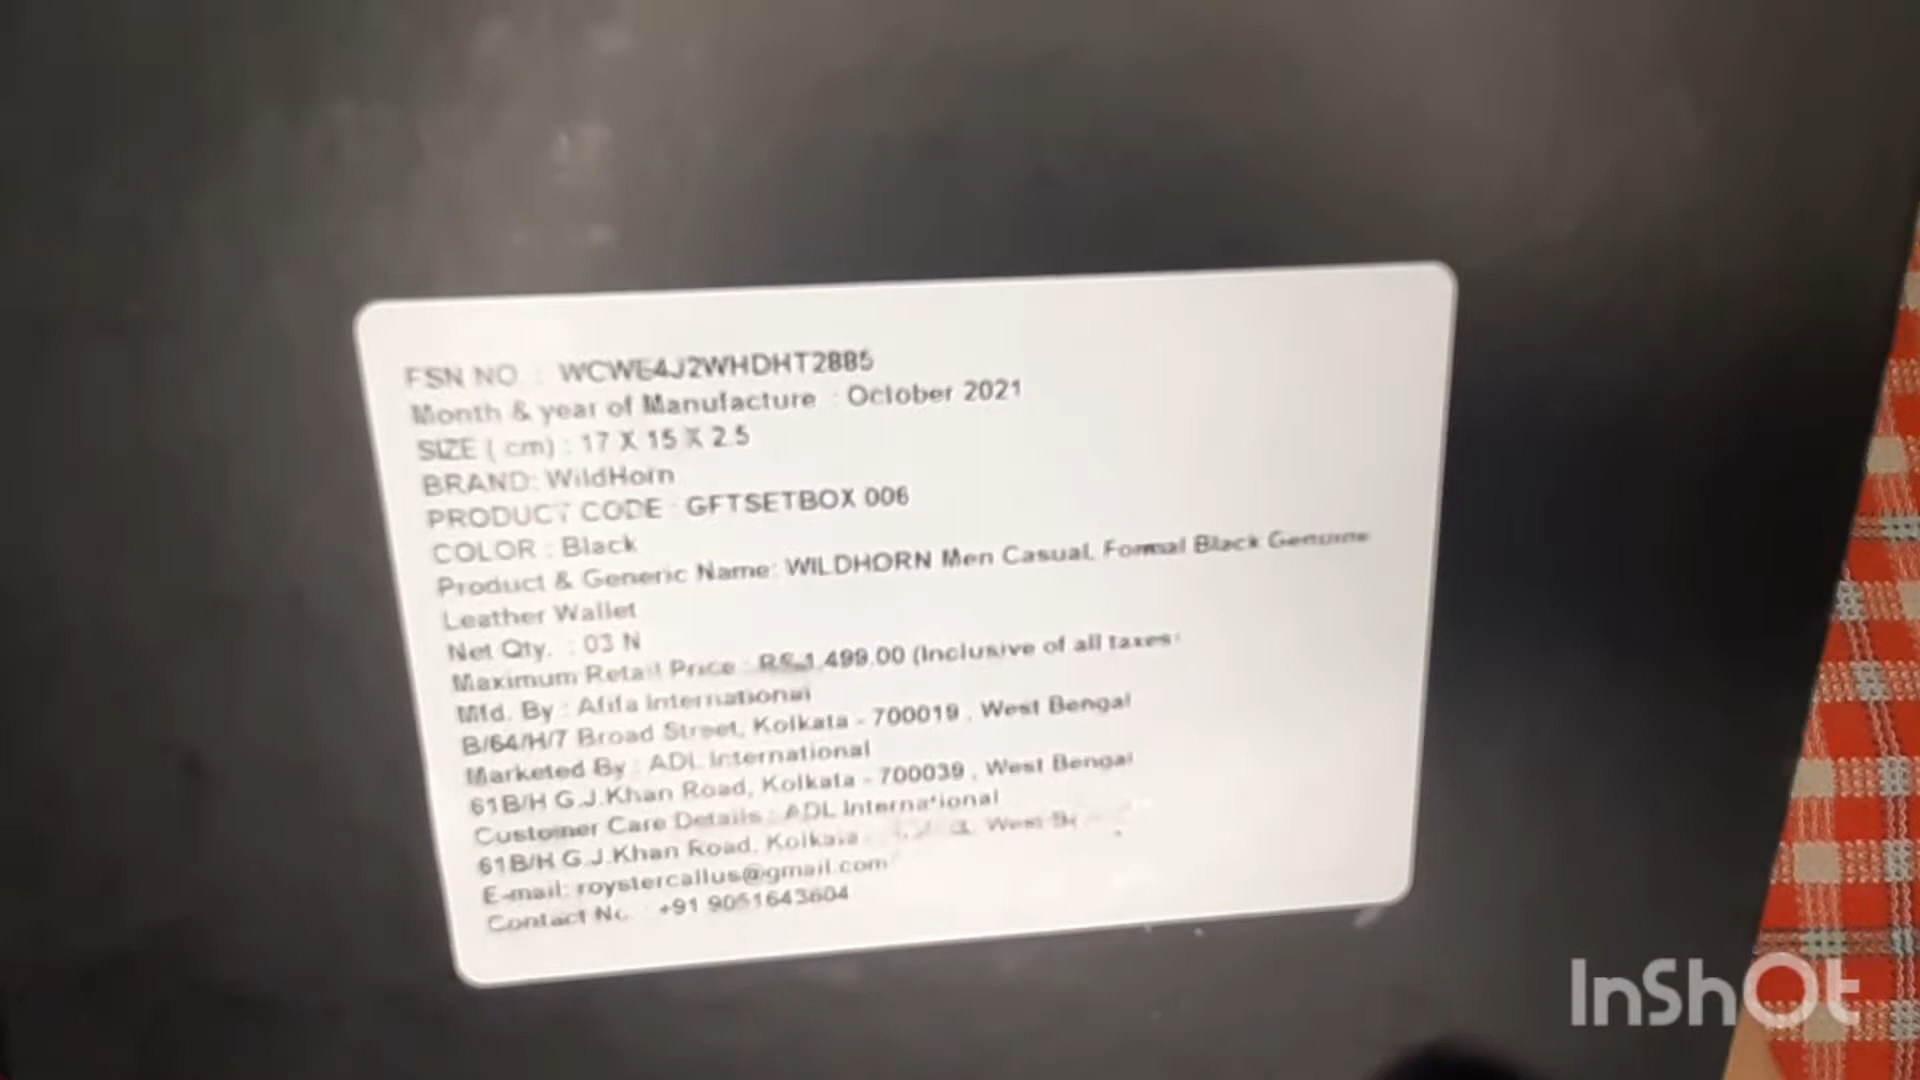 FSN NO : WCWE4J2WHDHT2885
Month & year of Manufacture : October 2021
SIZE ( cm) : 17 X 15 X 2.5
BRAND: WildHorn
PRODUCT CODE : GFTSETBOX 006
COLOR : Black
Product & Generic Name: WILDHORN Men Casual, Formal Black Genuine
Leather Wallet
Net Qty. : 03 N
Maximum Retail Price : RS.1,499.00 (Inclusive of all taxes)
Mfd. By : Afifa International
B/64/H/7 Broad Street, Kolkata - 700019 , West Bengal
Marketed By : ADL International
61B/H G.J.Khan Road, Kolkata - 700039 , West Bengal
Customer Care Details : ADL International
61B/H G.J.Khan Road, Kolkata - West
E-mail: roystercallus@gmail.com
Contact No. : +91 9051643604
InShOt